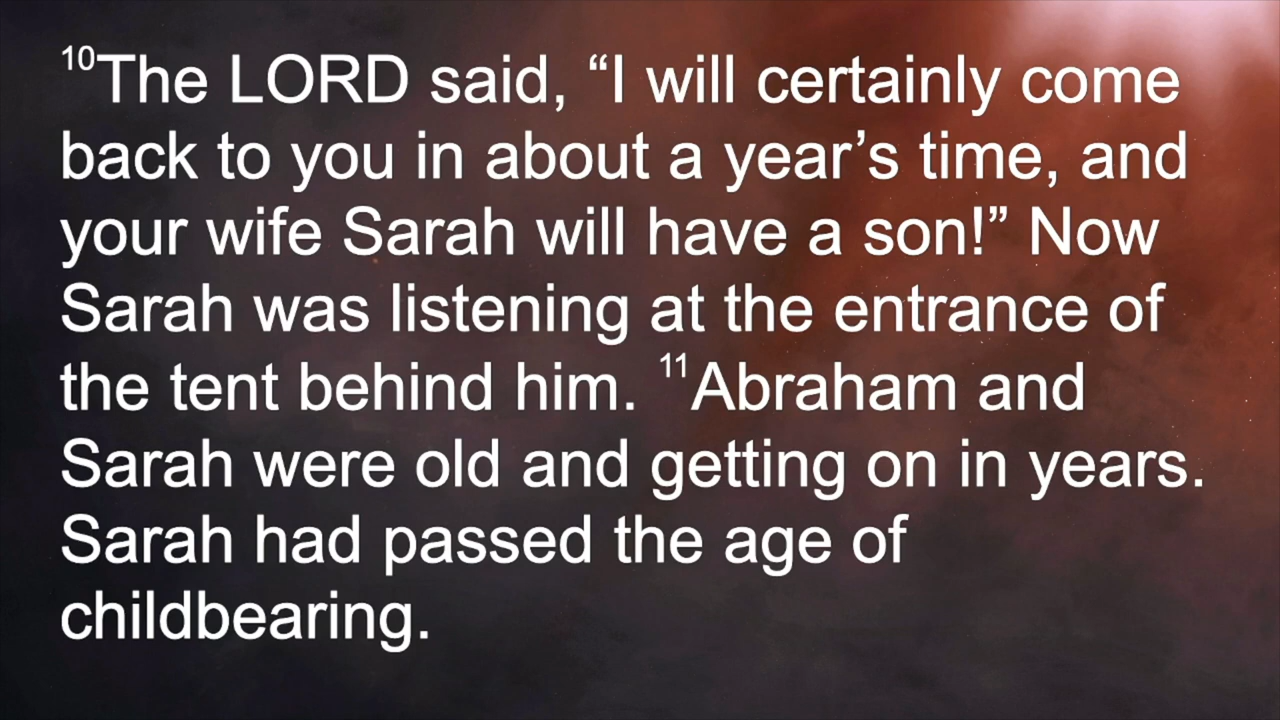 10The LORD said, “I will certainly come
back to you in about a year’s time, and
your wife Sarah will have a son!” Now
Sarah was listening at the entrance of
the tent behind him. 11Abraham and
Sarah were old and getting on in years.
Sarah had passed the age of
childbearing.